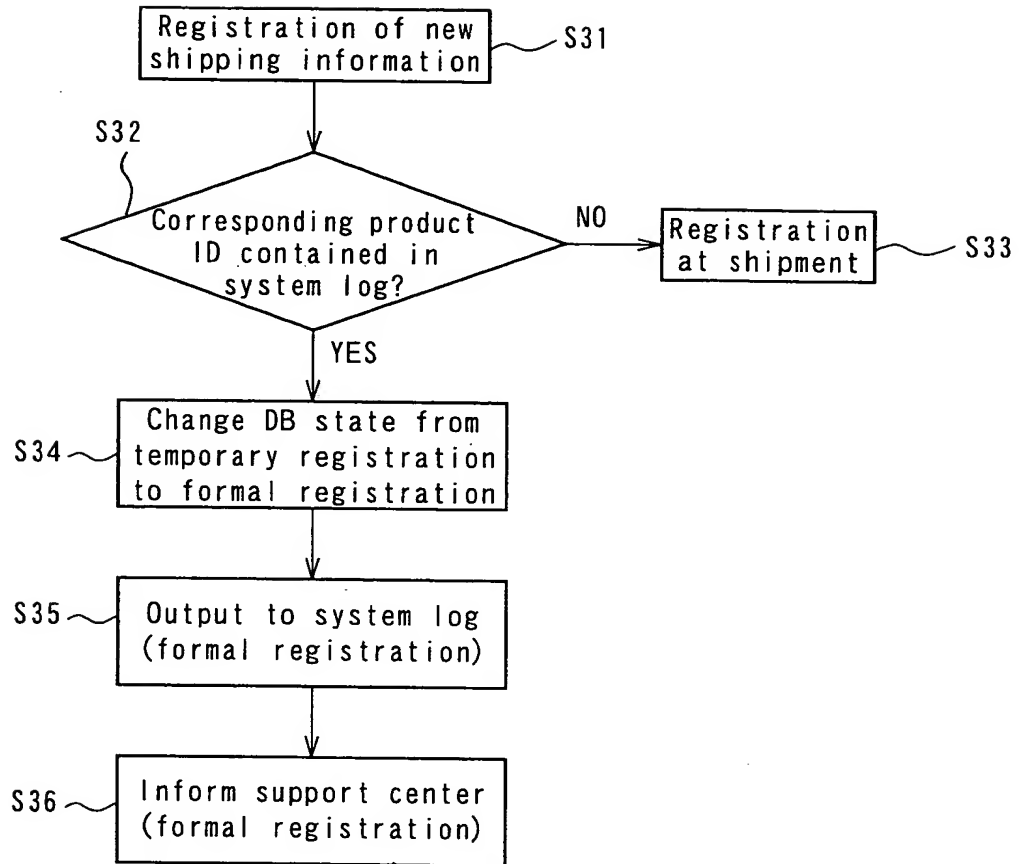 Registration of new
shipping information
S31
S32
Corresponding product
ID contained in
system log?
NO
Registration
at shipment
S33
YES
S34
Change DB state from
temporary registration
to formal registration
S35
Output to system log
(formal registration)
S36
Inform support center
(formal registration)